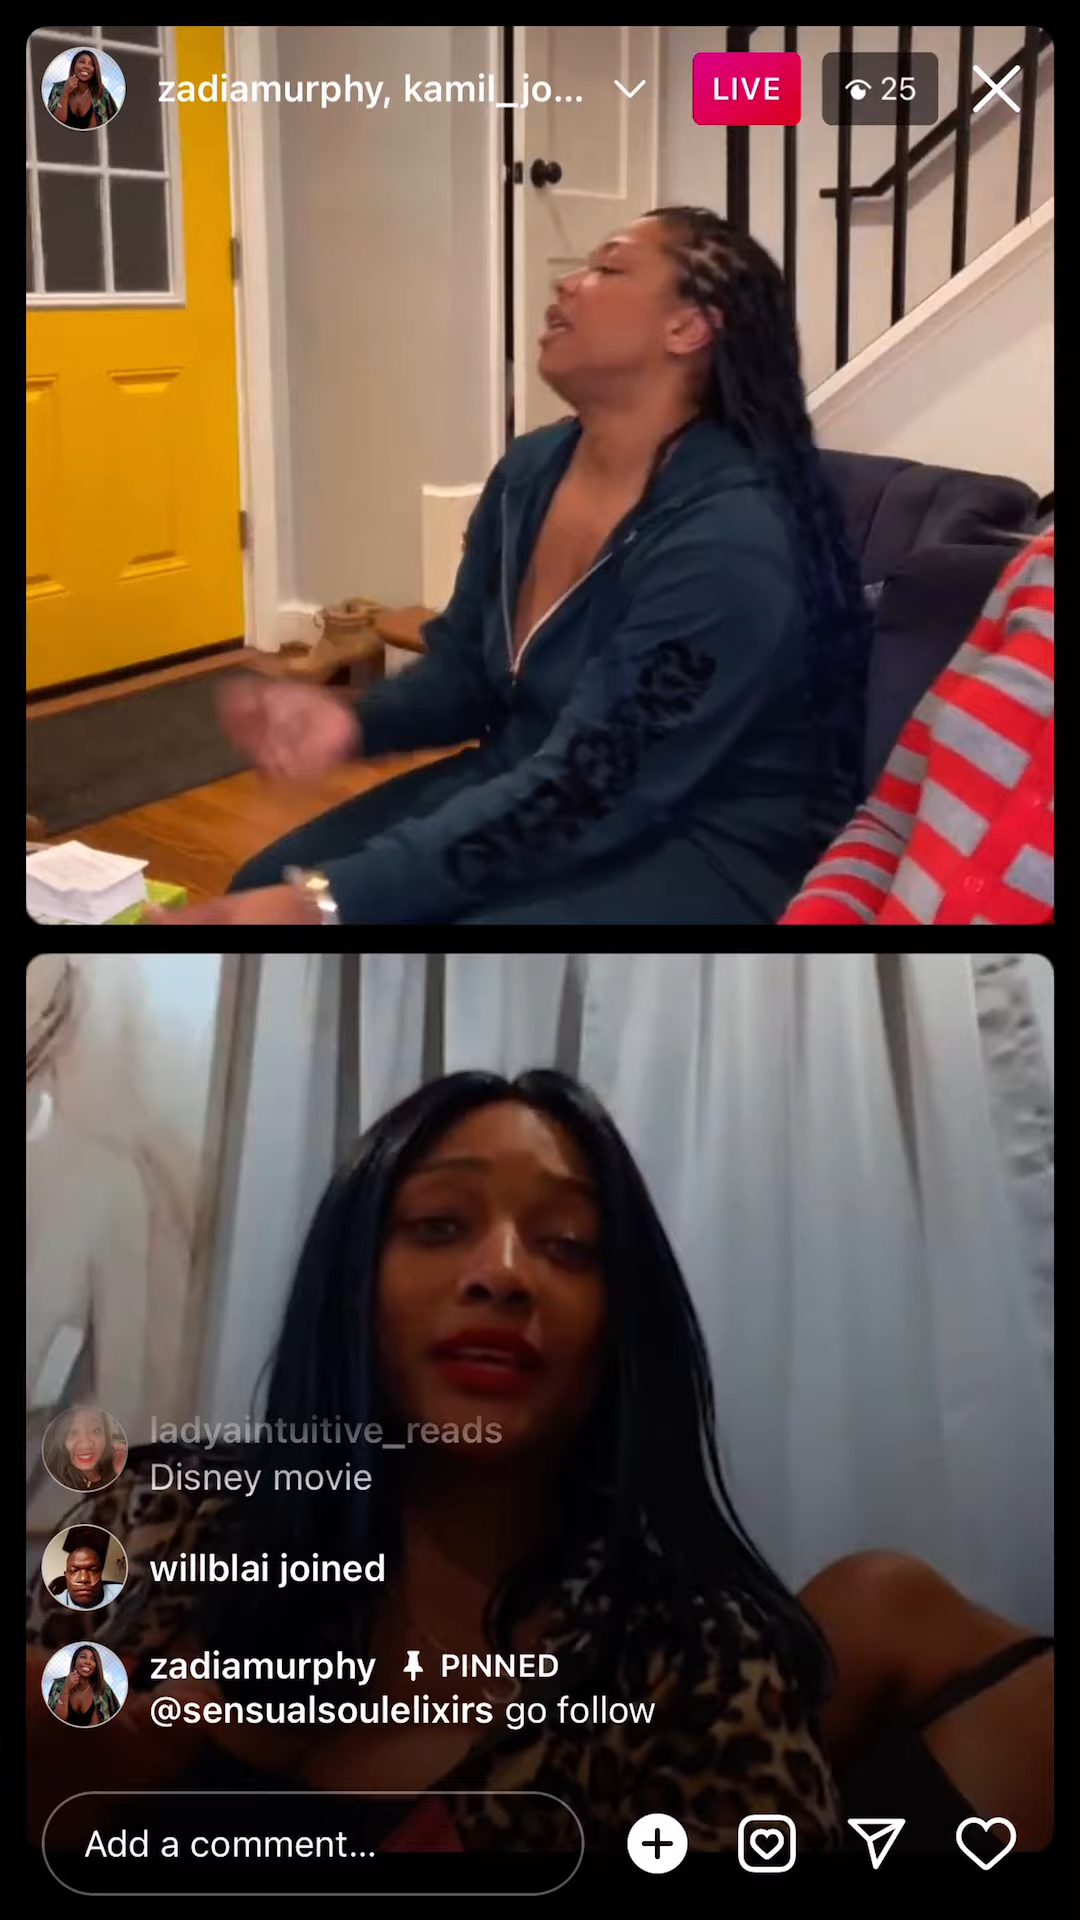 zadiamurphy, kamil_jo...
LIVE
25
ladyaintuitive_reads
Disney movie
willblai joined
zadiamurphy PINNED
@sensualsoulelixirs go follow
Add a comment...